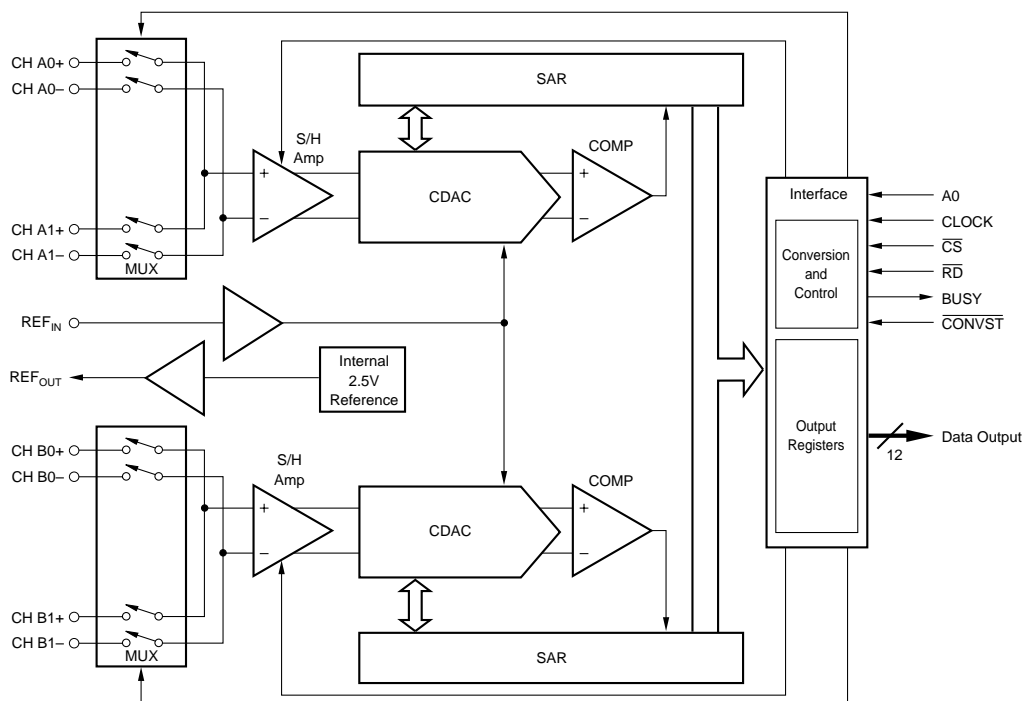 CH A0+
CH A0–
CH A1+
CH A1–
MUX
S/H
Amp
+
–
SAR
CDAC
COMP
+
–
REFIN
REFOUT
Internal
2.5V
Reference
CH B0+
CH B0–
CH B1+
CH B1–
MUX
S/H
Amp
+
–
CDAC
COMP
+
–
SAR
Interface
Conversion
and
Control
Output
Registers
A0
CLOCK
CS
RD
BUSY
CONVST
Data Output
12